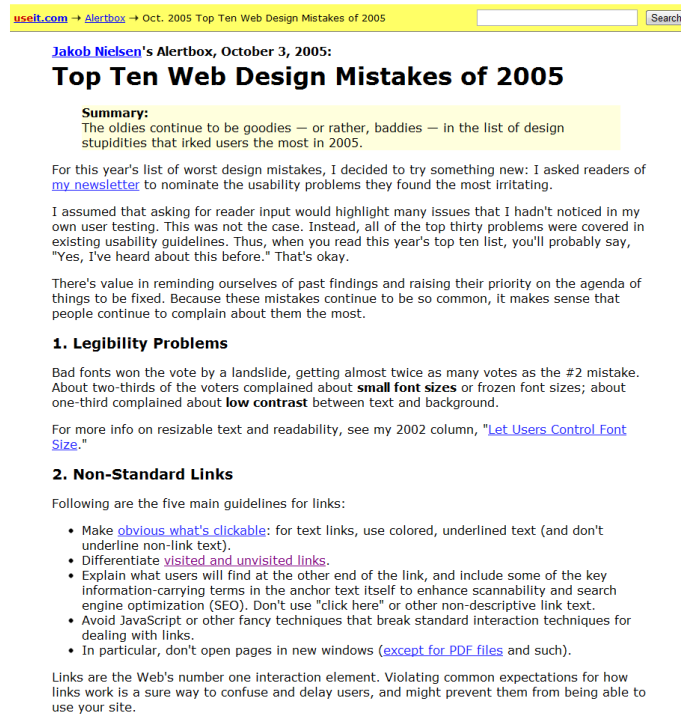 useit.com → Alertbox → Oct. 2005 Top Ten Web Design Mistakes of 2005 Search
Jakob Nielsen's Alertbox, October 3, 2005:
Top Ten Web Design Mistakes of 2005
Summary:
The oldies continue to be goodies — or rather, baddies — in the list of design
stupidities that irked users the most in 2005.
For this year's list of worst design mistakes, I decided to try something new: I asked readers of
my newsletter to nominate the usability problems they found the most irritating.
I assumed that asking for reader input would highlight many issues that I hadn't noticed in my
own user testing. This was not the case. Instead, all of the top thirty problems were covered in
existing usability guidelines. Thus, when you read this year's top ten list, you'll probably say,
"Yes, I've heard about this before." That's okay.
There's value in reminding ourselves of past findings and raising their priority on the agenda of
things to be fixed. Because these mistakes continue to be so common, it makes sense that
people continue to complain about them the most.
1. Legibility Problems
Bad fonts won the vote by a landslide, getting almost twice as many votes as the #2 mistake.
About two-thirds of the voters complained about small font sizes or frozen font sizes; about
one-third complained about low contrast between text and background.
For more info on resizable text and readability, see my 2002 column, "Let Users Control Font
Size."
2. Non-Standard Links
Following are the five main guidelines for links:
• Make obvious what's clickable: for text links, use colored, underlined text (and don't
underline non-link text).
• Differentiate visited and unvisited links.
• Explain what users will find at the other end of the link, and include some of the key
information-carrying terms in the anchor text itself to enhance scannability and search
engine optimization (SEO). Don't use "click here" or other non-descriptive link text.
• Avoid JavaScript or other fancy techniques that break standard interaction techniques for
dealing with links.
• In particular, don't open pages in new windows (except for PDF files and such).
Links are the Web's number one interaction element. Violating common expectations for how
links work is a sure way to confuse and delay users, and might prevent them from being able to
use your site.